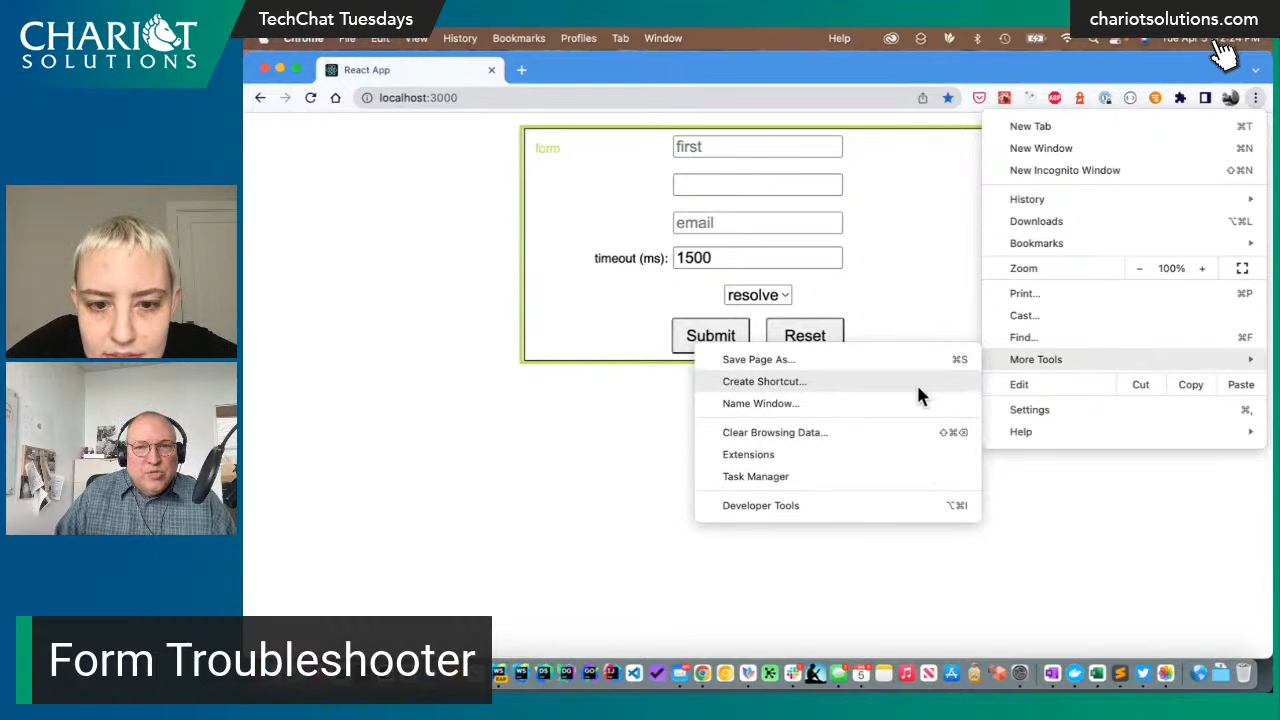 CHARIOT
SOLUTIONS
TechChat Tuesdays
chariotsolutions.com
Chrome File Edit View History Bookmarks Profiles Tab Window Help
React App
localhost:3000
ABP
form
first
email
timeout (ms): 1500
resolve
Submit Reset
New Tab ⌘T
New Window ⌘N
New Incognito Window ⇧⌘N
History
Downloads ⌥⌘L
Bookmarks
Zoom − 100% +
Print... ⌘P
Cast...
Find... ⌘F
More Tools
Edit Cut Copy Paste
Settings ⌘,
Help
Save Page As... ⌘S
Create Shortcut...
Name Window...
Clear Browsing Data... ⇧⌘⌫
Extensions
Task Manager
Developer Tools ⌥⌘I
Form Troubleshooter